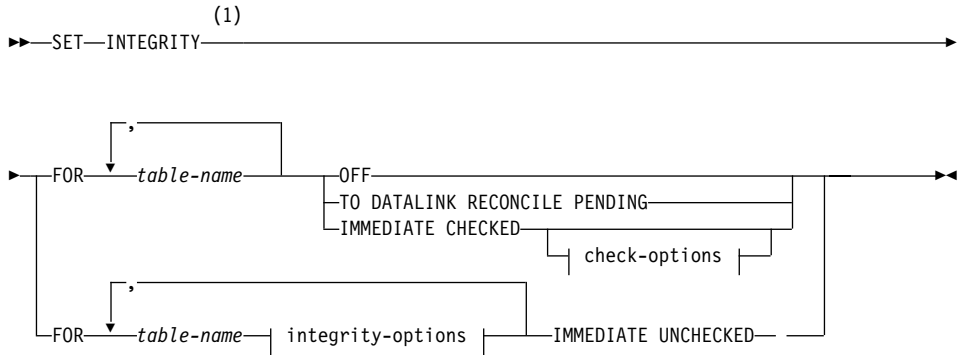 (1)
SET INTEGRITY
,
FOR table-name OFF
TO DATALINK RECONCILE PENDING
IMMEDIATE CHECKED
check-options
,
FOR table-name integrity-options IMMEDIATE UNCHECKED